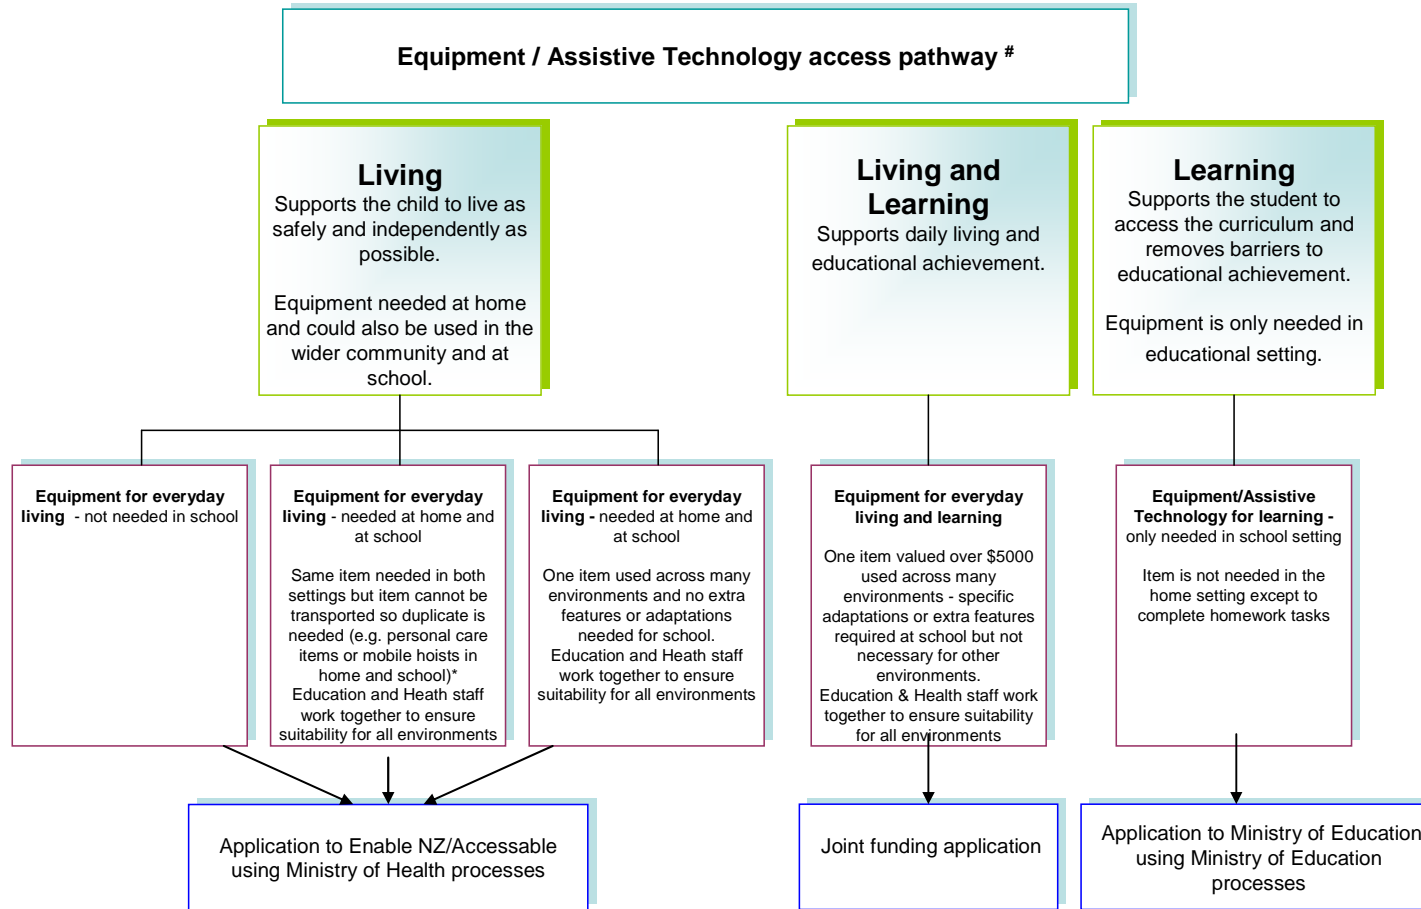 Equipment / Assistive Technology access pathway #
Living
Supports the child to live as
safely and independently as
possible.
Equipment needed at home
and could also be used in the
wider community and at
school.
Living and
Learning
Supports daily living and
educational achievement.
Learning
Supports the student to
access the curriculum and
removes barriers to
educational achievement.
Equipment is only needed in
educational setting.
Equipment for everyday
living - not needed in school
Equipment for everyday
living - needed at home and
at school
Same item needed in both
settings but item cannot be
transported so duplicate is
needed (e.g. personal care
items or mobile hoists in
home and school)*
Education and Heath staff
work together to ensure
suitability for all environments
Equipment for everyday
living - needed at home and
at school
One item used across many
environments and no extra
features or adaptations
needed for school.
Education and Heath staff
work together to ensure
suitability for all environments
Equipment for everyday
living and learning
One item valued over $5000
used across many
environments - specific
adaptations or extra features
required at school but not
necessary for other
environments.
Education & Health staff work
together to ensure suitability
for all environments
Equipment/Assistive
Technology for learning -
only needed in school setting
Item is not needed in the
home setting except to
complete homework tasks
Application to Enable NZ/Accessable
using Ministry of Health processes
Joint funding application
Application to Ministry of Education
using Ministry of Education
processes